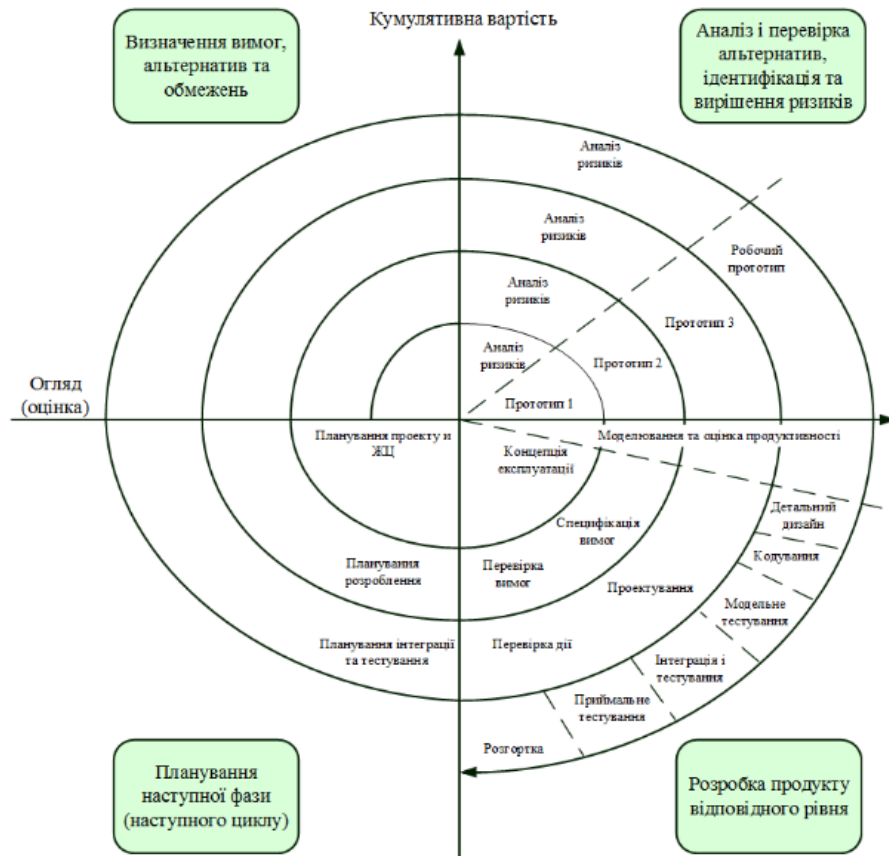 Кумулятивна вартість
Визначення вимог,
альтернатив та
обмежень
Аналіз і перевірка
альтернатив,
ідентифікація та
вирішення ризиків
Аналіз
ризиків
Аналіз
ризиків
Робочий
прототип
Аналіз
ризиків
Прототип 3
Аналіз
ризиків
Прототип 2
Огляд
(оцінка)
Прототип 1
Планування проекту и
ЖЦ
Моделювання та оцінка продуктивності
Концепція
експлуатації
Детальний
дизайн
Специфікація
вимог
Кодування
Планування
розроблення
Перевірка
вимог
Проектування
Модельне
тестування
Планування інтеграції
та тестування
Перевірка дії
Інтеграція і
тестування
Приймальне
тестування
Розгортка
Планування
наступної фази
(наступного циклу)
Розробка продукту
відповідного рівня